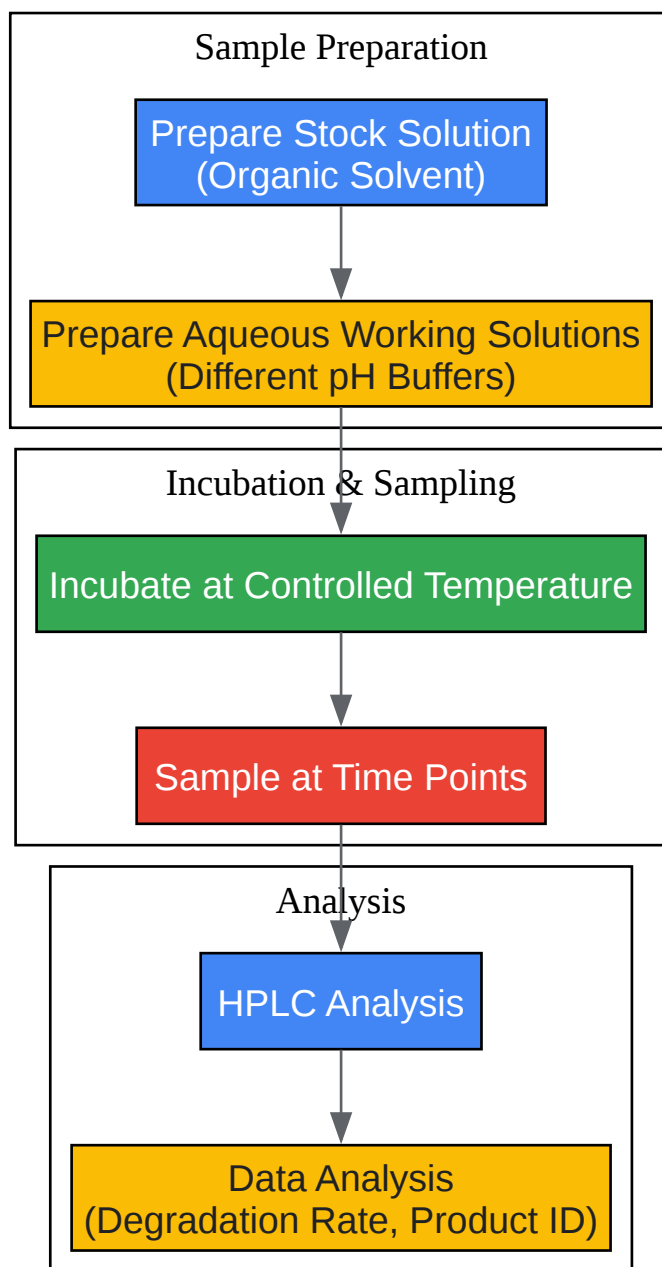 Sample Preparation
Prepare Stock Solution
(Organic Solvent)
Prepare Aqueous Working Solutions
(Different pH Buffers)
Incubation & Sampling
Incubate at Controlled Temperature
Sample at Time Points
Analysis
HPLC Analysis
Data Analysis
(Degradation Rate, Product ID)